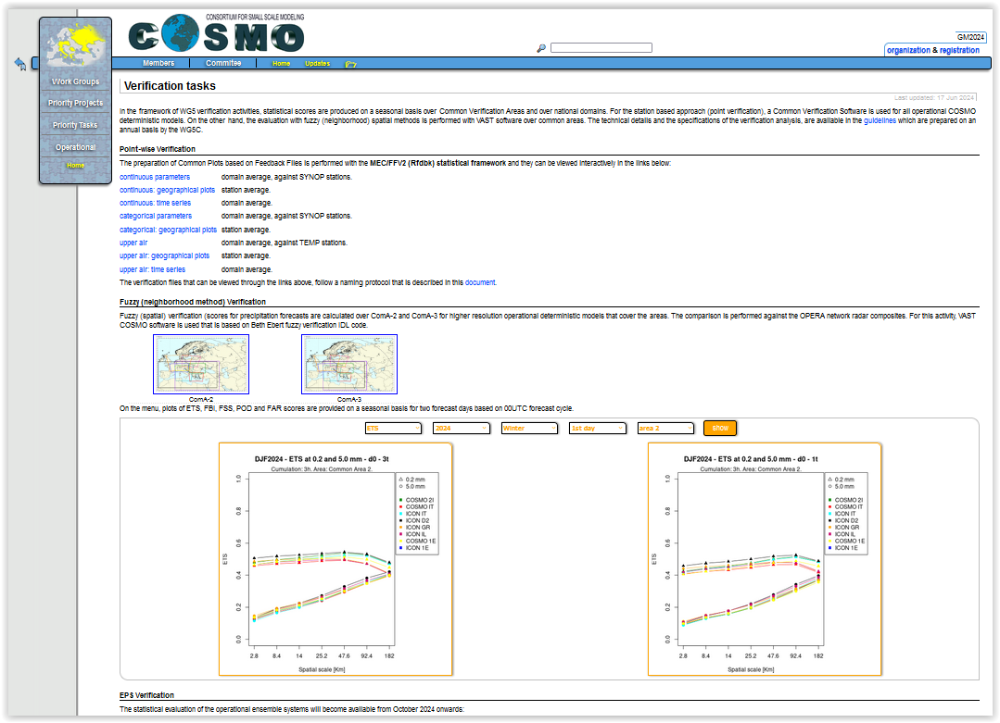 CONSORTIUM FOR SMALL SCALE MODELING
COSMO
GM2024
organization & registration
Members
Committee
Home
Updates
Work Groups
Priority Projects
Priority Tasks
Operational
Home
Verification tasks
Last updated: 17 Jun 2024
In the framework of WG5 verification activities, statistical scores are produced on a seasonal basis over Common Verification Areas and over national domains. For the station based approach (point verification), a Common Verification Software is used for all operational COSMO
deterministic models. On the other hand, the evaluation with fuzzy (neighborhood) spatial methods is performed with VAST software over common areas. The technical details and the specifications of the verification analysis, are available in the guidelines which are prepared on an
annual basis by the WG5C.
Point-wise Verification
The preparation of Common Plots based on Feedback Files is performed with the MEC/FFV2 (Rfdbk) statistical framework and they can be viewed interactively in the links below:
continuous parameters domain average, against SYNOP stations.
continuous: geographical plots station average.
continuous: time series domain average.
categorical parameters domain average, against SYNOP stations.
categorical: geographical plots station average.
upper air domain average, against TEMP stations.
upper air: geographical plots station average.
upper air: time series domain average.
The verification files that can be viewed through the links above, follow a naming protocol that is described in this document.
Fuzzy (neighborhood method) Verification
Fuzzy (spatial) verification (scores for precipitation forecasts are calculated over ComA-2 and ComA-3 for higher resolution operational deterministic models that cover the areas. The comparison is performed against the OPERA network radar composites. For this activity, VAST
COSMO software is used that is based on Beth Ebert fuzzy verification IDL code.
ComA-2 ComA-3
On the menu, plots of ETS, FBI, FSS, POD and FAR scores are provided on a seasonal basis for two forecast days based on 00UTC forecast cycle.
ETS 2024 Winter 1st day area 2 show
DJF2024 - ETS at 0.2 and 5.0 mm - d0 - 3t
Cumulation: 3h. Area: Common Area 2.
0.2 mm
5.0 mm
COSMO 2I
COSMO IT
ICON IT
ICON D2
ICON GR
ICON IL
COSMO 1E
ICON 1E
ETS
1.0
0.8
0.6
0.4
0.2
0.0
2.8 8.4 14 25.2 47.6 92.4 182
Spatial scale [Km]
DJF2024 - ETS at 0.2 and 5.0 mm - d0 - 1t
Cumulation: 3h. Area: Common Area 2.
0.2 mm
5.0 mm
COSMO 2I
COSMO IT
ICON IT
ICON D2
ICON GR
ICON IL
COSMO 1E
ICON 1E
ETS
1.0
0.8
0.6
0.4
0.2
0.0
2.8 8.4 14 25.2 47.6 92.4 182
Spatial scale [Km]
EPS Verification
The statistical evaluation of the operational ensemble systems will become available from October 2024 onwards: